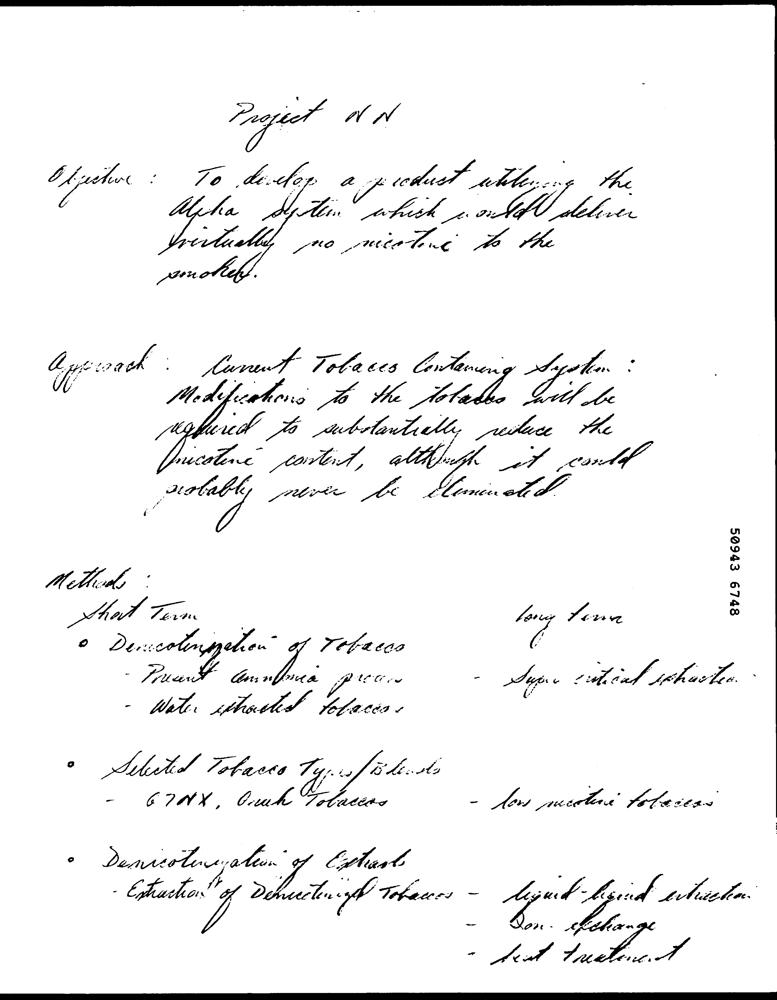 Project NN
Objective : To develop a product utilizing the
Alpha system which would deliver
virtually no nicotine to the
smoker.
Approach : Current Tobacco Containing System :
Modifications to the tobacco will be
required to substantially reduce the
nicotine content, although it could
probably never be eliminated.
Methods :
Short Term long term
o Denicotinization of Tobacco
- Present ammonia process - Super critical extraction
- Water extracted tobaccos
o Selected Tobacco Types/Blends
- G7NX, Tobaccos - low nicotine tobaccos
o Denicotinization of Extracts
- Extraction of Denicotinized Tobaccos - liquid-liquid extraction
- Ion-exchange
- heat treatment
50943 6748